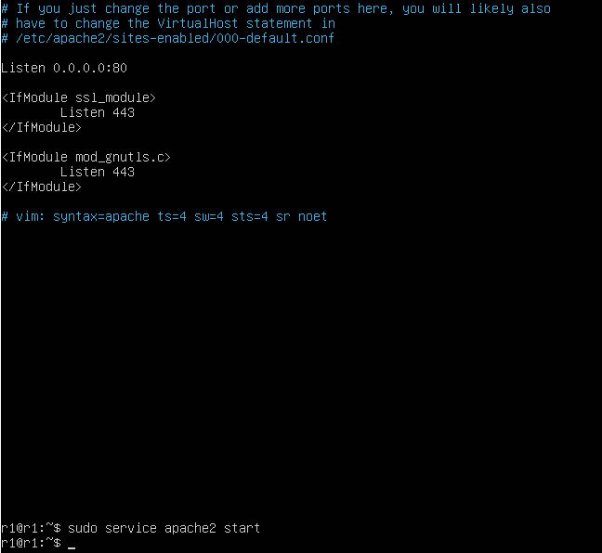 # If you just change the port or add more ports here, you will likely also
# have to change the VirtualHost statement in
# /etc/apache2/sites-enabled/000-default.conf
Listen 0.0.0.0:80
<IfModule ssl_module>
Listen 443
</IfModule>
<IfModule mod_gnutls.c>
Listen 443
</IfModule>
# vim: syntax=apache ts=4 sw=4 sts=4 sr noet
r1@r1:~$ sudo service apache2 start
r1@r1:~$ _